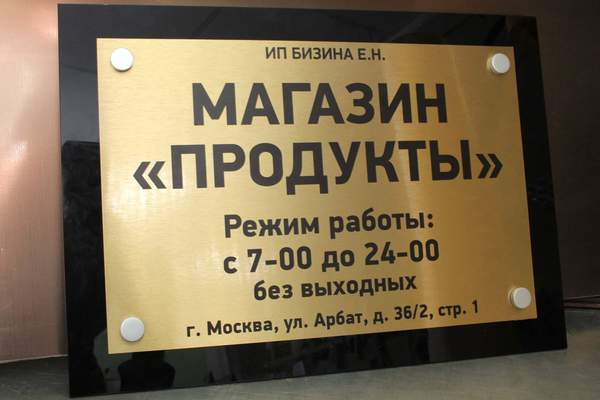 ИП БИЗИНА Е.Н.
МАГАЗИН
«ПРОДУКТЫ»
Режим работы:
с 7-00 до 24-00
без выходных
г. Москва, ул. Арбат, д. 36/2, стр. 1